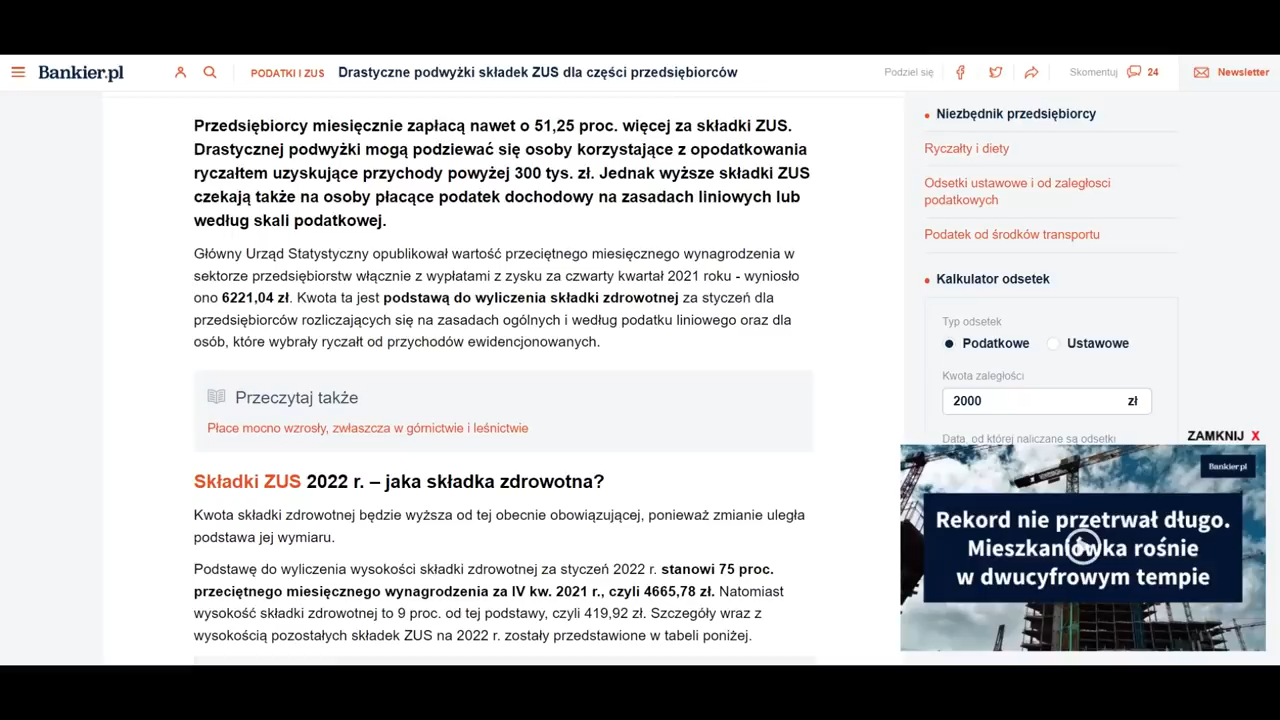 Bankier.pl
PODATKI I ZUS
Drastyczne podwyżki składek ZUS dla części przedsiębiorców
Podziel się
Skomentuj
24
Newsletter
Przedsiębiorcy miesięcznie zapłacą nawet o 51,25 proc. więcej za składki ZUS.
Drastycznej podwyżki mogą podziewać się osoby korzystające z opodatkowania
ryczałtem uzyskujące przychody powyżej 300 tys. zł. Jednak wyższe składki ZUS
czekają także na osoby płacące podatek dochodowy na zasadach liniowych lub
według skali podatkowej.
Główny Urząd Statystyczny opublikował wartość przeciętnego miesięcznego wynagrodzenia w
sektorze przedsiębiorstw włącznie z wypłatami z zysku za czwarty kwartał 2021 roku - wyniosło
ono 6221,04 zł. Kwota ta jest podstawą do wyliczenia składki zdrowotnej za styczeń dla
przedsiębiorców rozliczających się na zasadach ogólnych i według podatku liniowego oraz dla
osób, które wybrały ryczałt od przychodów ewidencjonowanych.
Przeczytaj także
Płace mocno wzrosły, zwłaszcza w górnictwie i leśnictwie
Składki ZUS 2022 r. – jaka składka zdrowotna?
Kwota składki zdrowotnej będzie wyższa od tej obecnie obowiązującej, ponieważ zmianie uległa
podstawa jej wymiaru.
Podstawę do wyliczenia wysokości składki zdrowotnej za styczeń 2022 r. stanowi 75 proc.
przeciętnego miesięcznego wynagrodzenia za IV kw. 2021 r., czyli 4665,78 zł. Natomiast
wysokość składki zdrowotnej to 9 proc. od tej podstawy, czyli 419,92 zł. Szczegóły wraz z
wysokością pozostałych składek ZUS na 2022 r. zostały przedstawione w tabeli poniżej.
Niezbędnik przedsiębiorcy
Ryczałty i diety
Odsetki ustawowe i od zaległosci
podatkowych
Podatek od środków transportu
Kalkulator odsetek
Typ odsetek
Podatkowe
Ustawowe
Kwota zaległości
2000
zł
Data, od której naliczane są odsetki
ZAMKNIJ X
Bankier.pl
Rekord nie przetrwał długo.
Mieszkaniówka rośnie
w dwucyfrowym tempie